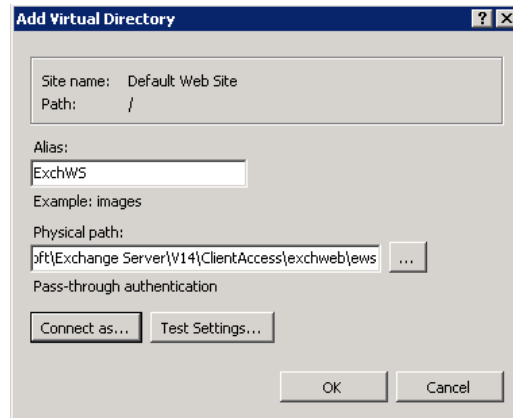 Add Virtual Directory
Site name: Default Web Site
Path: /
Alias:
ExchWS
Example: images
Physical path:
oft\Exchange Server\V14\ClientAccess\exchweb\ews ...
Pass-through authentication
Connect as... Test Settings...
OK Cancel